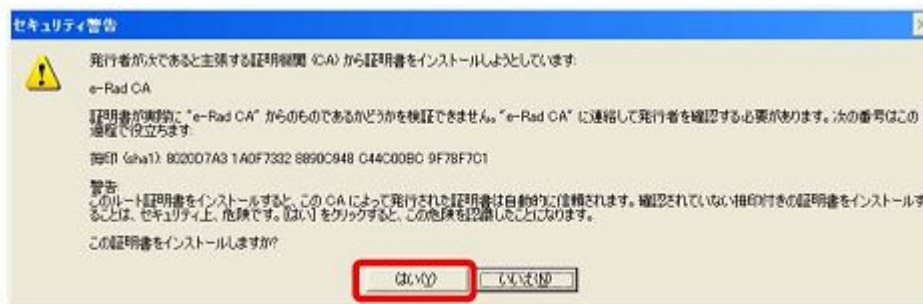 セキュリティ警告
発行者が次であると主張する証明機関 (CA) から証明書をインストールしようとしています:
e-Rad CA
証明書が実際に "e-Rad CA" からのものであるかどうかを検証できません。"e-Rad CA" に連絡して発行者を確認する必要があります。次の番号はこの
過程で役立ちます:
拇印 (sha1): 8020D7A3 1A0F7332 8890C948 C44C00BC 9F78F7C1
警告:
このルート証明書をインストールすると、この CA によって発行された証明書は自動的に信頼されます。確認されていない拇印付きの証明書をインストールす
ることは、セキュリティ上、危険です。[はい] をクリックすると、この危険を認識したことになります。
この証明書をインストールしますか?
はい(Y)
いいえ(N)